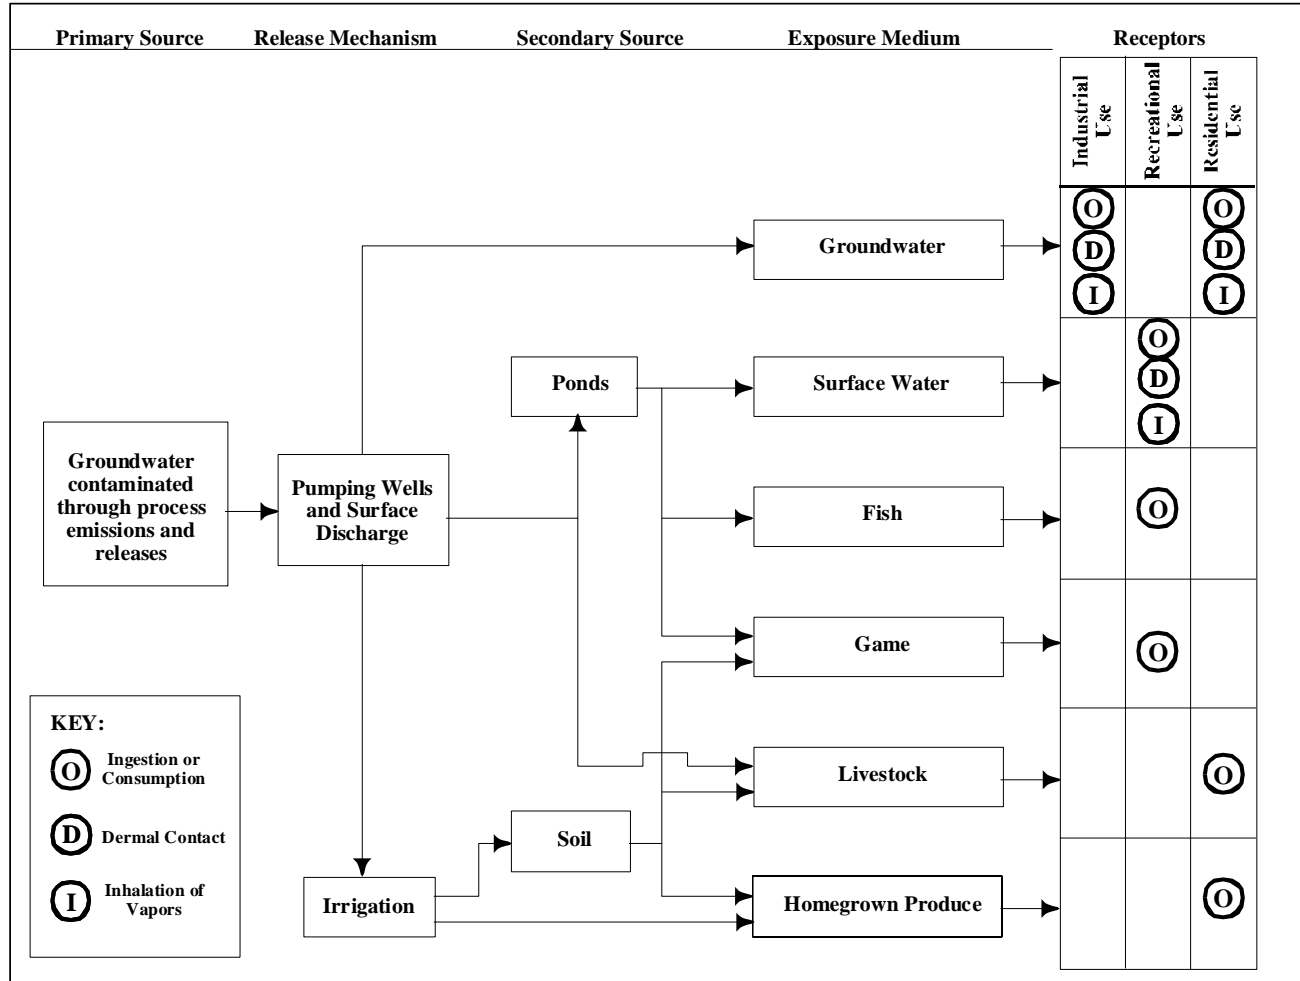 Primary Source
Release Mechanism
Secondary Source
Exposure Medium
Receptors
Industrial
Use
Recreational
Use
Residential
Use
O
D
I
O
D
I
Groundwater
O
D
I
Ponds
Surface Water
Groundwater
contaminated
through process
emissions and
releases
Pumping Wells
and Surface
Discharge
Fish
O
Game
O
Livestock
O
Soil
Irrigation
Homegrown Produce
O
KEY:
O
Ingestion or
Consumption
D
Dermal Contact
I
Inhalation of
Vapors